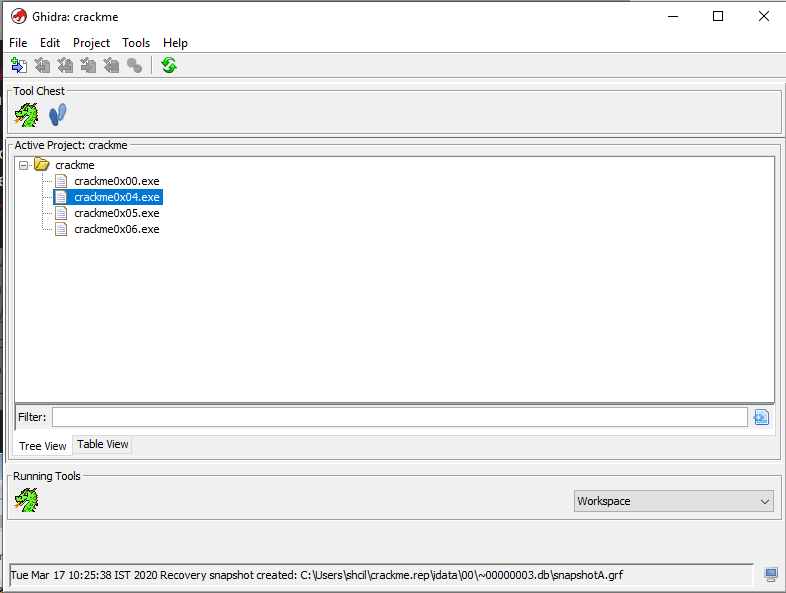 Ghidra: crackme
File Edit Project Tools Help
Tool Chest
Active Project: crackme
crackme
crackme0x00.exe
crackme0x04.exe
crackme0x05.exe
crackme0x06.exe
Filter:
Tree View Table View
Running Tools
Workspace
Tue Mar 17 10:25:38 IST 2020 Recovery snapshot created: C:\Users\shcil\crackme.rep\idata\00\~00000003.db\snapshotA.grf